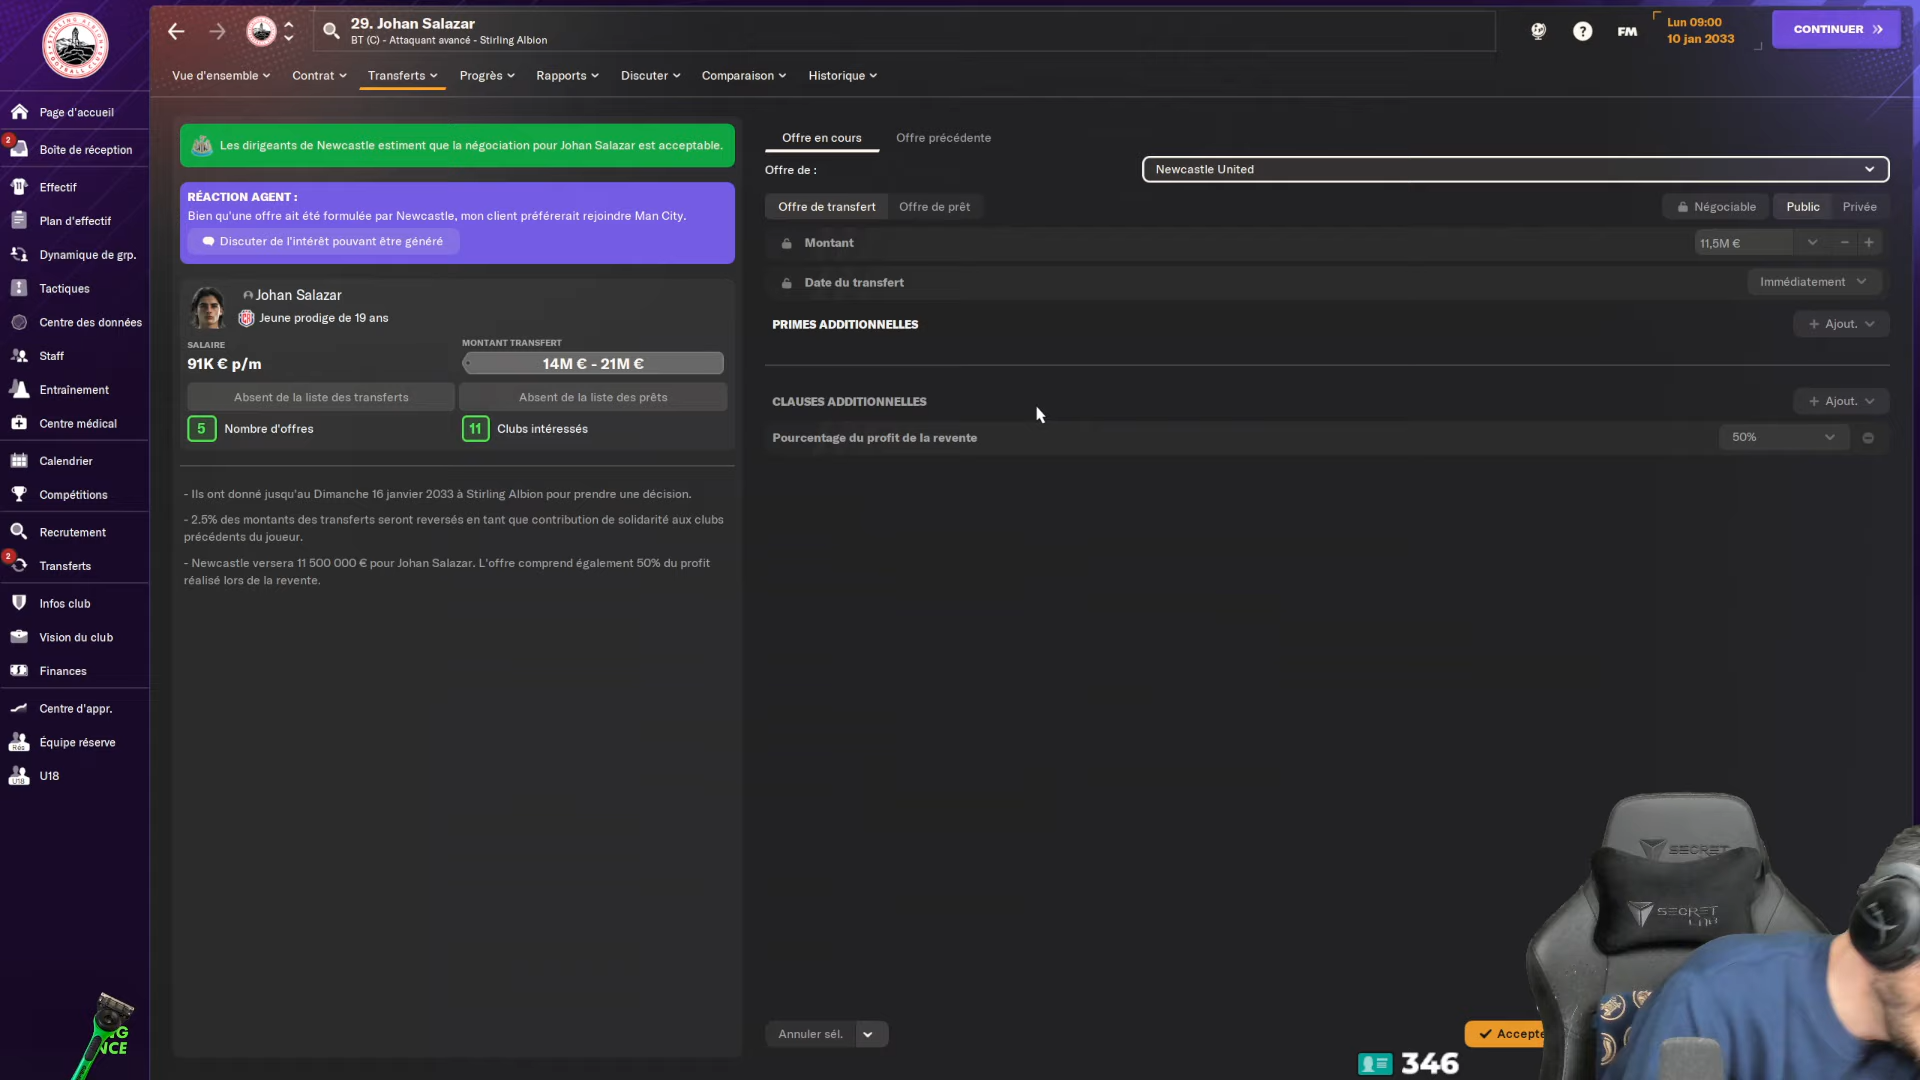 29. Johan Salazar
BT (C) - Attaquant avancé - Stirling Albion
FM
Lun 09:00
10 jan 2033
CONTINUER
Vue d'ensemble
Contrat
Transferts
Progrès
Rapports
Discuter
Comparaison
Historique
Page d'accueil
2
Boîte de réception
Effectif
Plan d'effectif
Dynamique de grp.
Tactiques
Centre des données
Staff
Entraînement
Centre médical
Calendrier
Compétitions
Recrutement
2
Transferts
Infos club
Vision du club
Finances
Centre d'appr.
Équipe réserve
U18
Les dirigeants de Newcastle estiment que la négociation pour Johan Salazar est acceptable.
RÉACTION AGENT :
Bien qu'une offre ait été formulée par Newcastle, mon client préférerait rejoindre Man City.
Discuter de l'intérêt pouvant être généré
Johan Salazar
Jeune prodige de 19 ans
SALAIRE
91K € p/m
MONTANT TRANSFERT
14M € - 21M €
Absent de la liste des transferts
Absent de la liste des prêts
5 Nombre d'offres
11 Clubs intéressés
- Ils ont donné jusqu'au Dimanche 16 janvier 2033 à Stirling Albion pour prendre une décision.
- 2.5% des montants des transferts seront reversés en tant que contribution de solidarité aux clubs
précédents du joueur.
- Newcastle versera 11 500 000 € pour Johan Salazar. L'offre comprend également 50% du profit
réalisé lors de la revente.
Offre en cours
Offre précédente
Offre de :
Newcastle United
Offre de transfert
Offre de prêt
Négociable
Public
Privée
Montant
11,5M €
Date du transfert
Immédiatement
PRIMES ADDITIONNELLES
+ Ajout.
CLAUSES ADDITIONNELLES
+ Ajout.
Pourcentage du profit de la revente
50%
Annuler sél.
Accepte
346
SECRET
SECRET
LAB